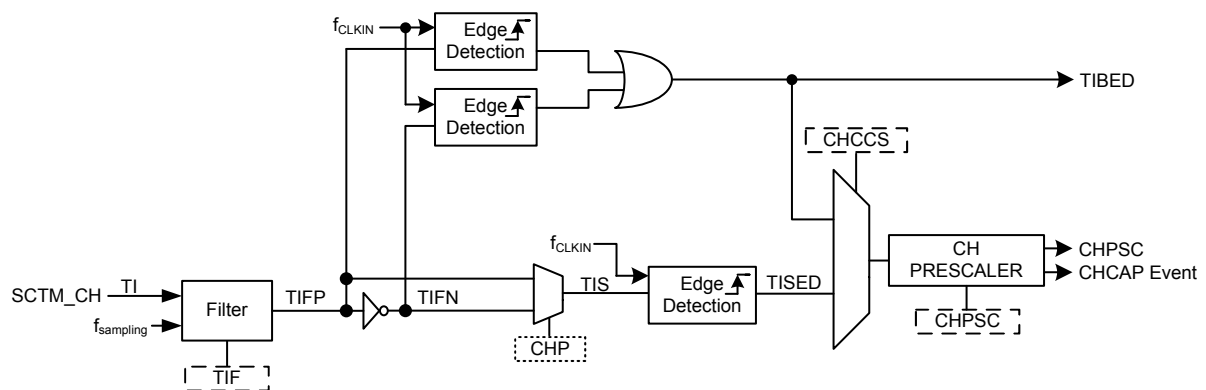 fCLKIN
Edge
Detection
TIBED
Edge
Detection
CHCCS
fCLKIN
CH
PRESCALER
CHPSC
CHCAP Event
SCTM_CH
TI
Filter
TIFP
TIFN
TIS
Edge
Detection
TISED
fsampling
CHPSC
CHP
TIF